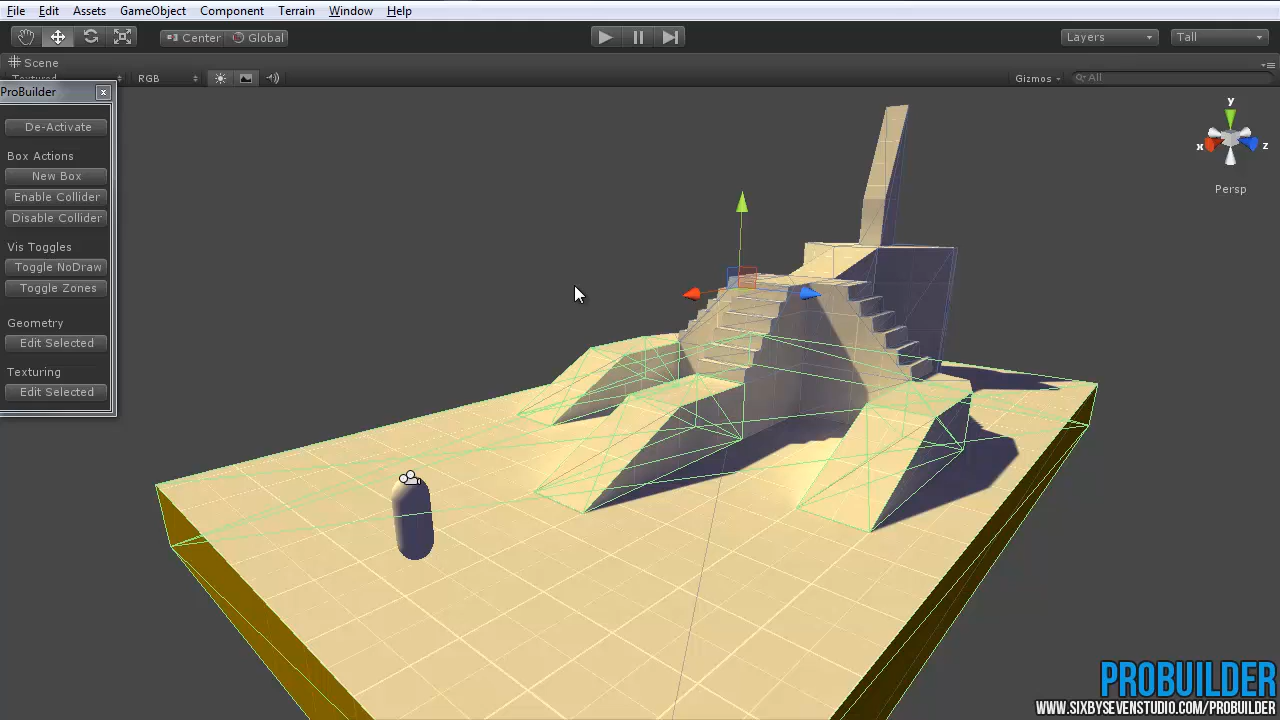 File Edit Assets GameObject Component Terrain Window Help
Center Global Layers Tall
Scene
Textured RGB Gizmos All
ProBuilder x
De-Activate
Box Actions
New Box
Enable Collider
Disable Collider
Vis Toggles
Toggle NoDraw
Toggle Zones
Geometry
Edit Selected
Texturing
Edit Selected
y
x z
Persp
PROBUILDER
WWW.SIXBYSEVENSTUDIO.COM/PROBUILDER